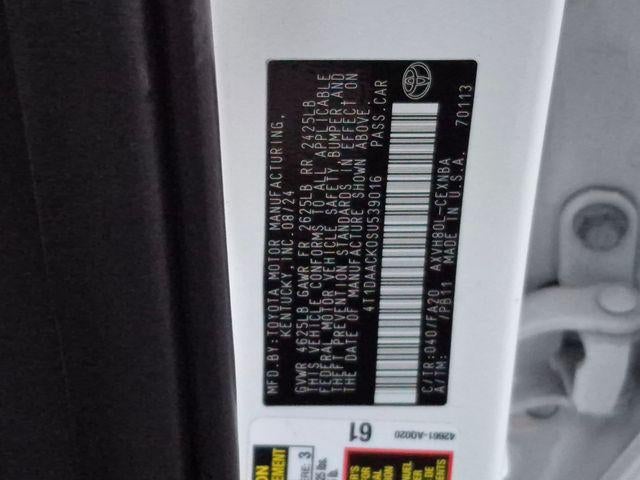 MFD.BY:TOYOTA MOTOR MANUFACTURING,
KENTUCKY, INC.08/24
GVWR 4625LB GAWR FR 2625LB RR 2425LB
THIS VEHICLE CONFORMS TO ALL APPLICABLE
FEDERAL MOTOR VEHICLE SAFETY, BUMPER,AND
THEFT PREVENTION STANDARDS IN EFFECT ON
THE DATE OF MANUFACTURE SHOWN ABOVE.
4T1DAACK0SU539016 PASS.CAR
C/TR:040/FA20 AXVH80L-CEXNBA
A/TM: /PB11 MADE IN U.S.A. 70113
61
42661-A0020